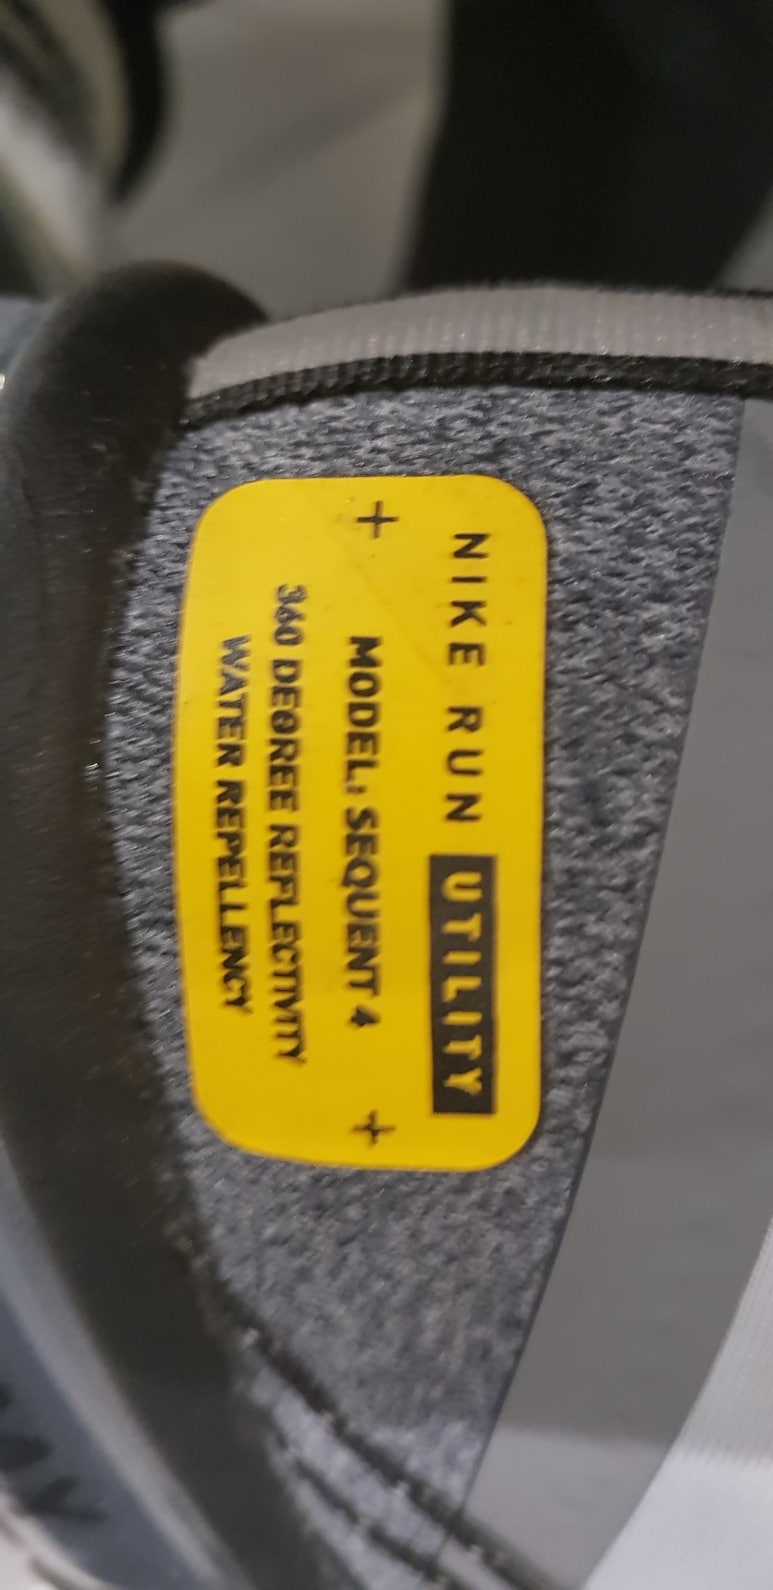 NIKE RUN UTILITY
+ MODEL: SEQUENT 4 +
360 DEGREE REFLECTIVITY
WATER REPELLENCY